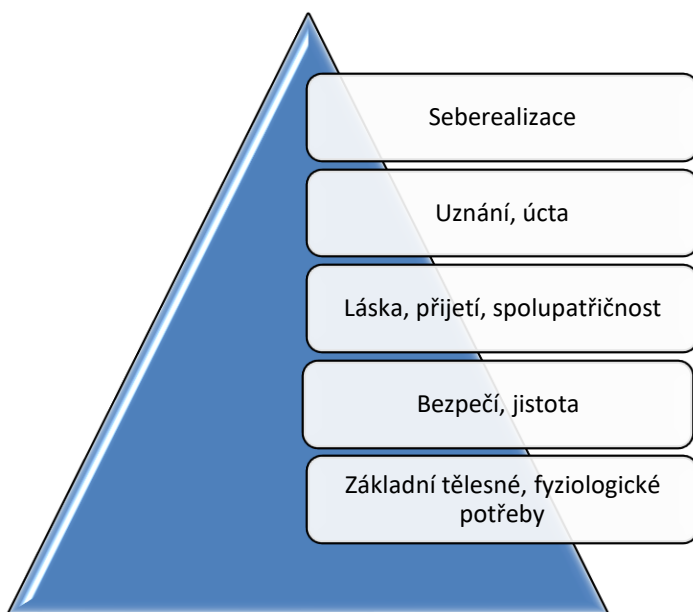 Seberealizace
Uznání, úcta
Láska, přijetí, spolupatřičnost
Bezpečí, jistota
Základní tělesné, fyziologické
potřeby